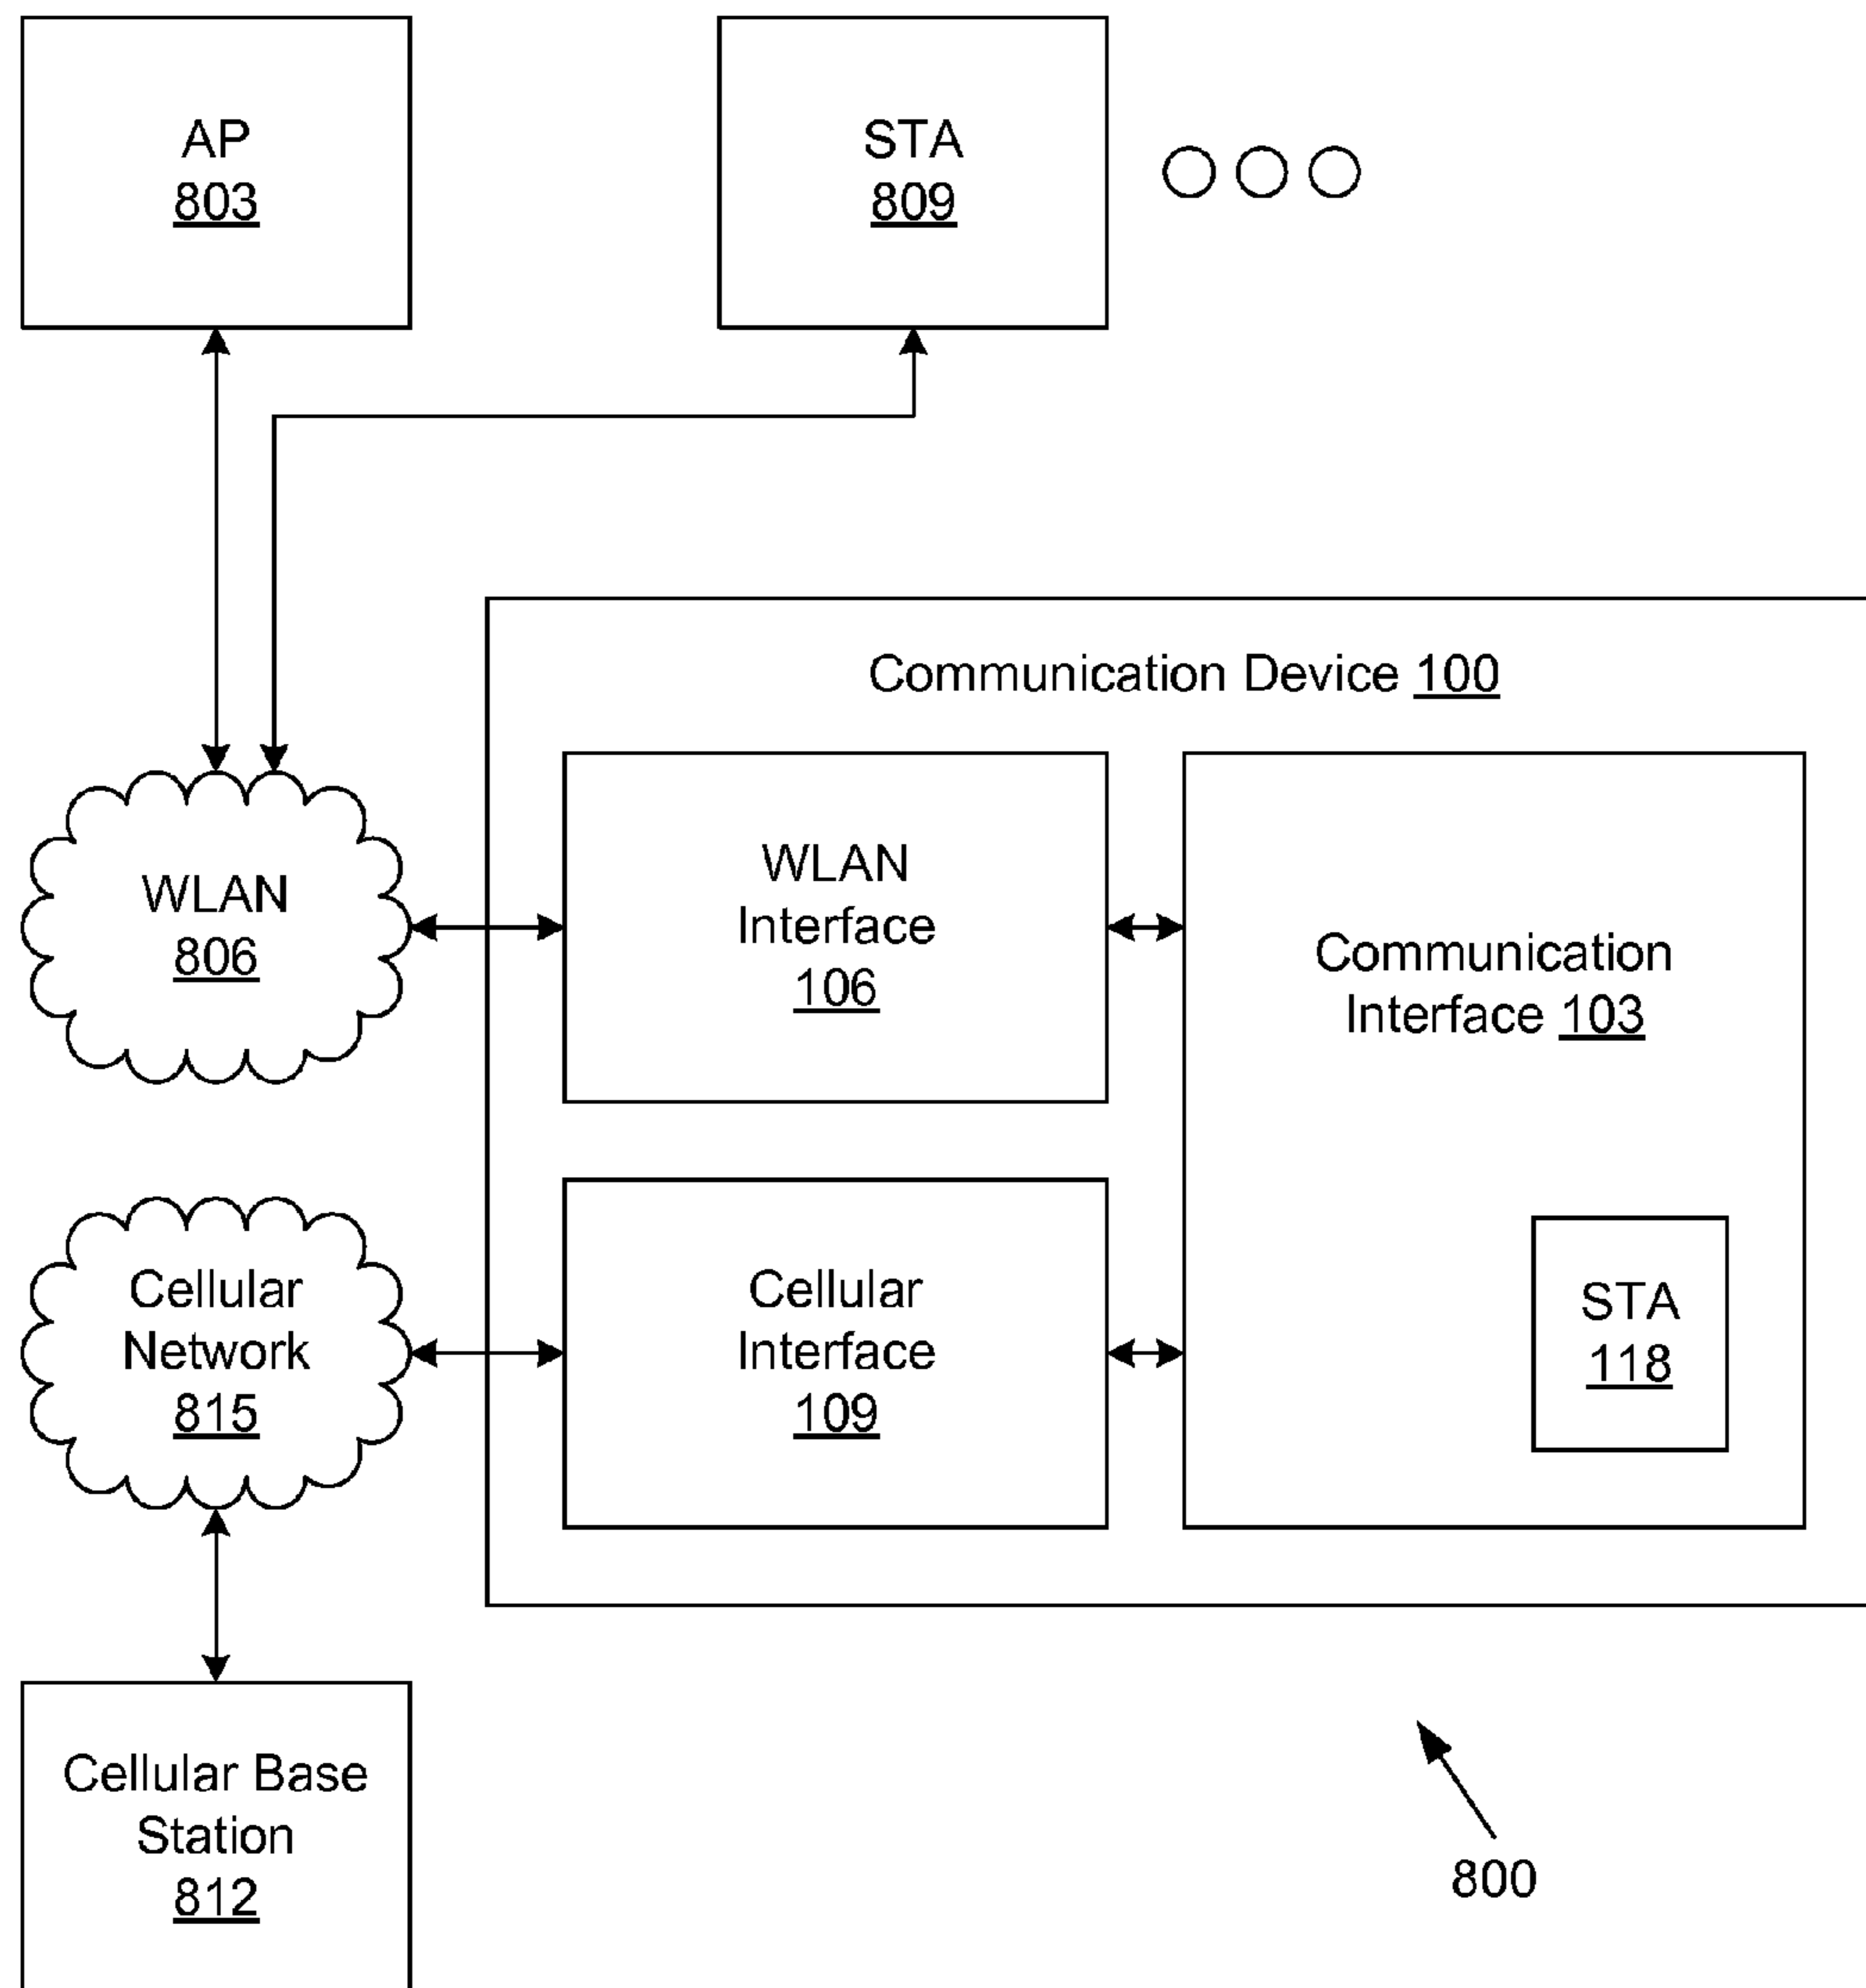 AP
803
STA
809
Communication Device 100
WLAN
806
WLAN
Interface
106
Communication
Interface 103
Cellular
Network
815
Cellular
Interface
109
STA
118
Cellular Base
Station
812
800